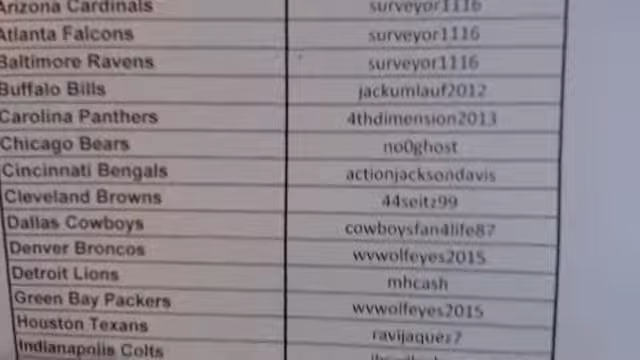 Arizona Cardinals surveyor1116
Atlanta Falcons surveyor1116
Baltimore Ravens surveyor1116
Buffalo Bills jackumlauf2012
Carolina Panthers 4thdimension2013
Chicago Bears no0ghost
Cincinnati Bengals actionjacksondavis
Cleveland Browns 44seitz99
Dallas Cowboys cowboysfan4life87
Denver Broncos wvwolfeyes2015
Detroit Lions mhcash
Green Bay Packers wvwolfeyes2015
Houston Texans ravijaquez7
Indianapolis Colts